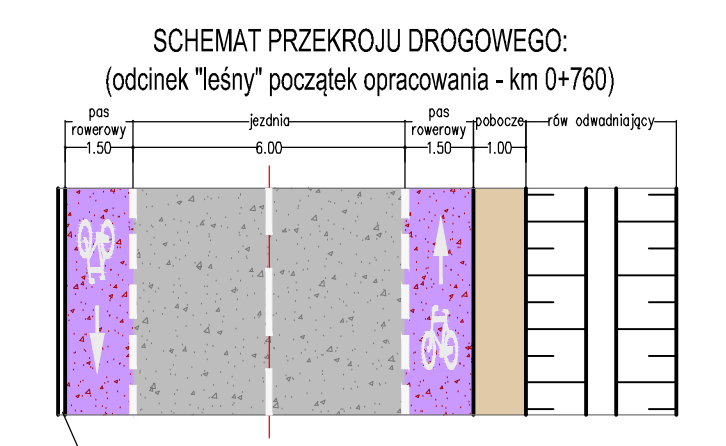 SCHEMAT PRZEKROJU DROGOWEGO:
(odcinek "leśny" początek opracowania - km 0+760)
pas rowerowy
jezdnia
pas rowerowy
pobocze
rów odwadniający
1.50
6.00
1.50
1.00